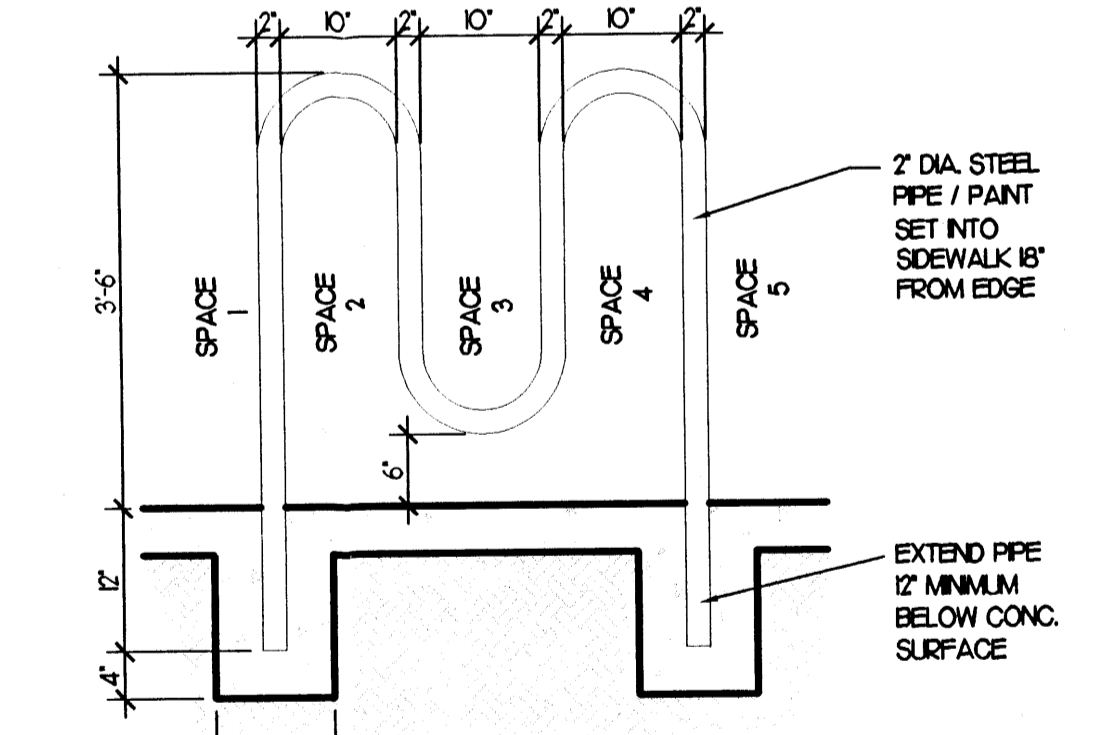 2" 10" 2" 10" 2" 10" 2"
3'-6"
SPACE 1
SPACE 2
SPACE 3
SPACE 4
SPACE 5
2" DIA. STEEL
PIPE / PAINT
SET INTO
SIDEWALK 18"
FROM EDGE
6"
12"
4"
EXTEND PIPE
12" MINIMUM
BELOW CONC.
SURFACE